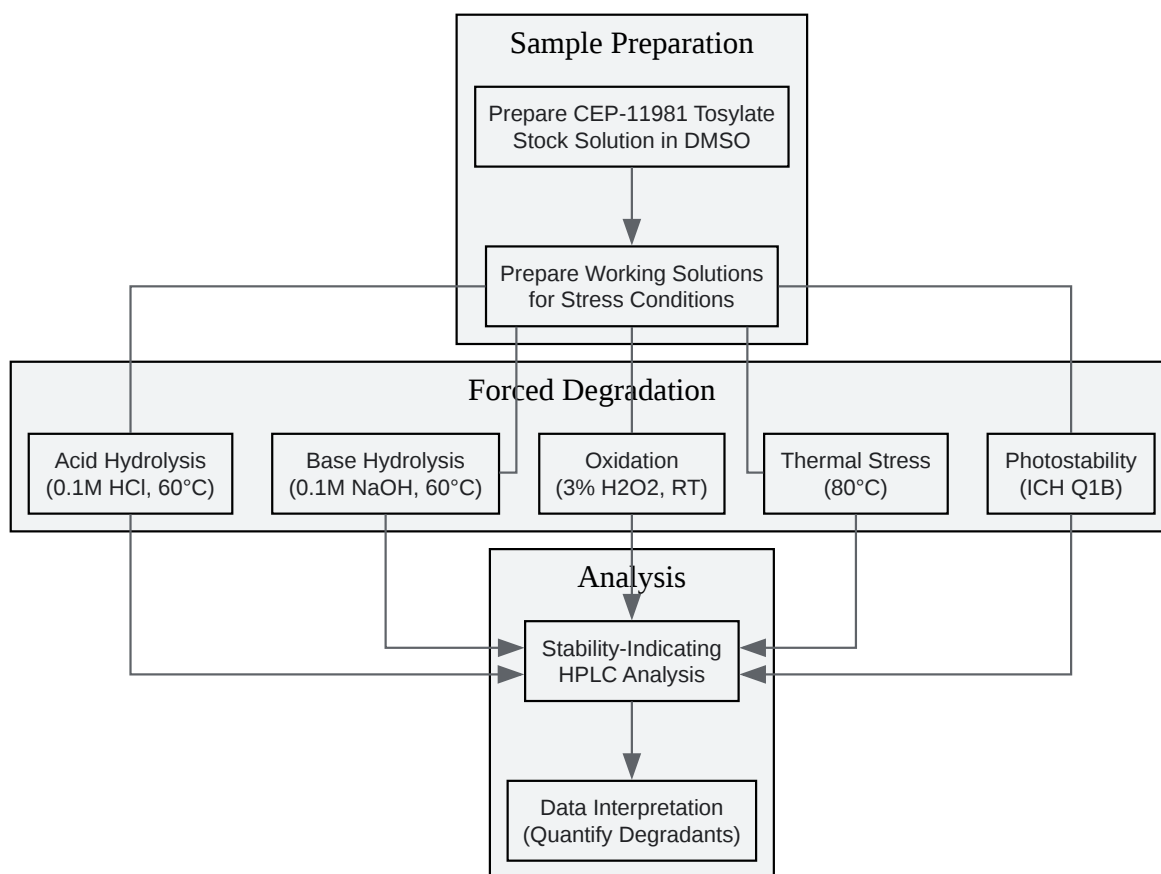 Sample Preparation
Prepare CEP-11981 Tosylate
Stock Solution in DMSO
Prepare Working Solutions
for Stress Conditions
Forced Degradation
Acid Hydrolysis
(0.1M HCl, 60°C)
Base Hydrolysis
(0.1M NaOH, 60°C)
Oxidation
(3% H2O2, RT)
Thermal Stress
(80°C)
Photostability
(ICH Q1B)
Analysis
Stability-Indicating
HPLC Analysis
Data Interpretation
(Quantify Degradants)